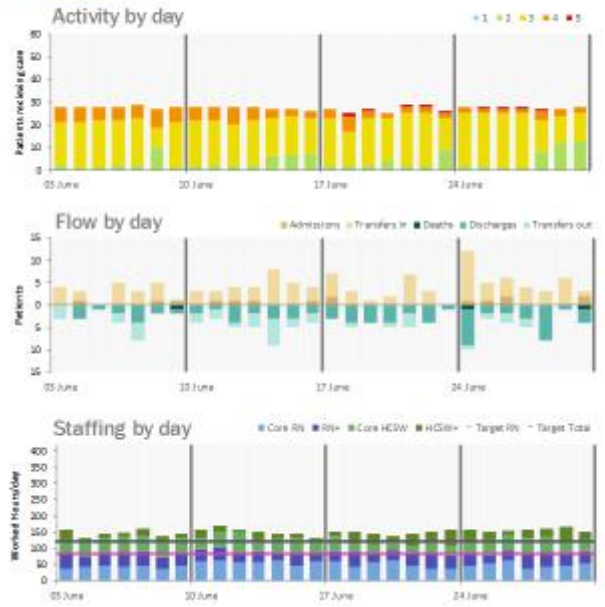 Activity by day
1 2 3 4 5
Patients recieving care
60
50
40
30
20
10
0
03 June 10 June 17 June 24 June
Flow by day
Admissions Transfers in Deaths Discharges Transfers out
Patients
15
10
5
0
5
10
15
03 June 10 June 17 June 24 June
Staffing by day
Core RN RN+ Core HCSW HCSW+ Target RN Target Total
Worked Hours/day
400
350
300
250
200
150
100
50
0
03 June 10 June 17 June 24 June